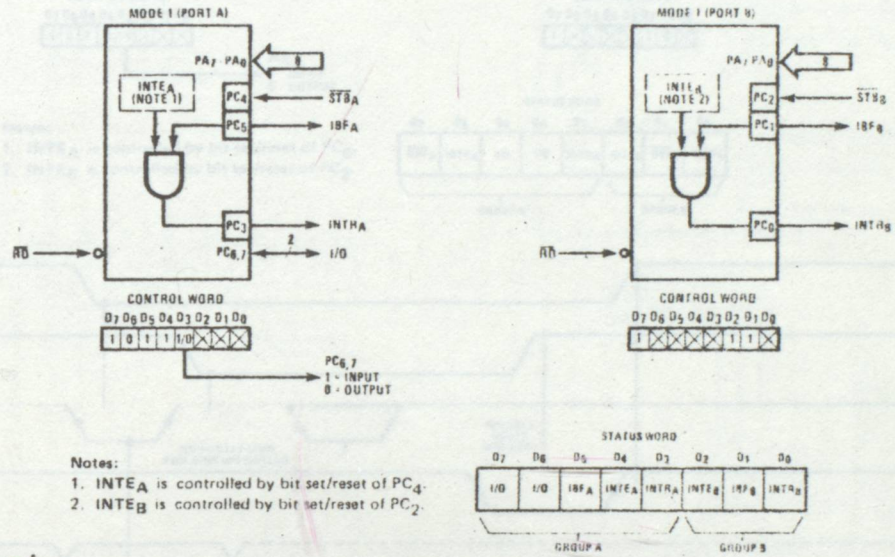 MODE 1 (PORT A)
PA7-PA0
8
INTEA
(NOTE 1)
PC4
STBA
PC5
IBFA
PC3
INTRA
2
PC6,7
I/O
RD
CONTROL WORD
D7 D6 D5 D4 D3 D2 D1 D0
1 0 1 1 I/O
PC6,7
1 = INPUT
0 = OUTPUT
MODE 1 (PORT B)
PA7-PA0
8
INTEB
(NOTE 2)
PC2
STBB
PC1
IBFB
PC0
INTRB
RD
CONTROL WORD
D7 D6 D5 D4 D3 D2 D1 D0
1 1 1
Notes:
1. INTEA is controlled by bit set/reset of PC4.
2. INTEB is controlled by bit set/reset of PC2.
STATUS WORD
D7 D6 D5 D4 D3 D2 D1 D0
I/O I/O IBFA INTEA INTRA INTEB IBFB INTRB
GROUP A GROUP B